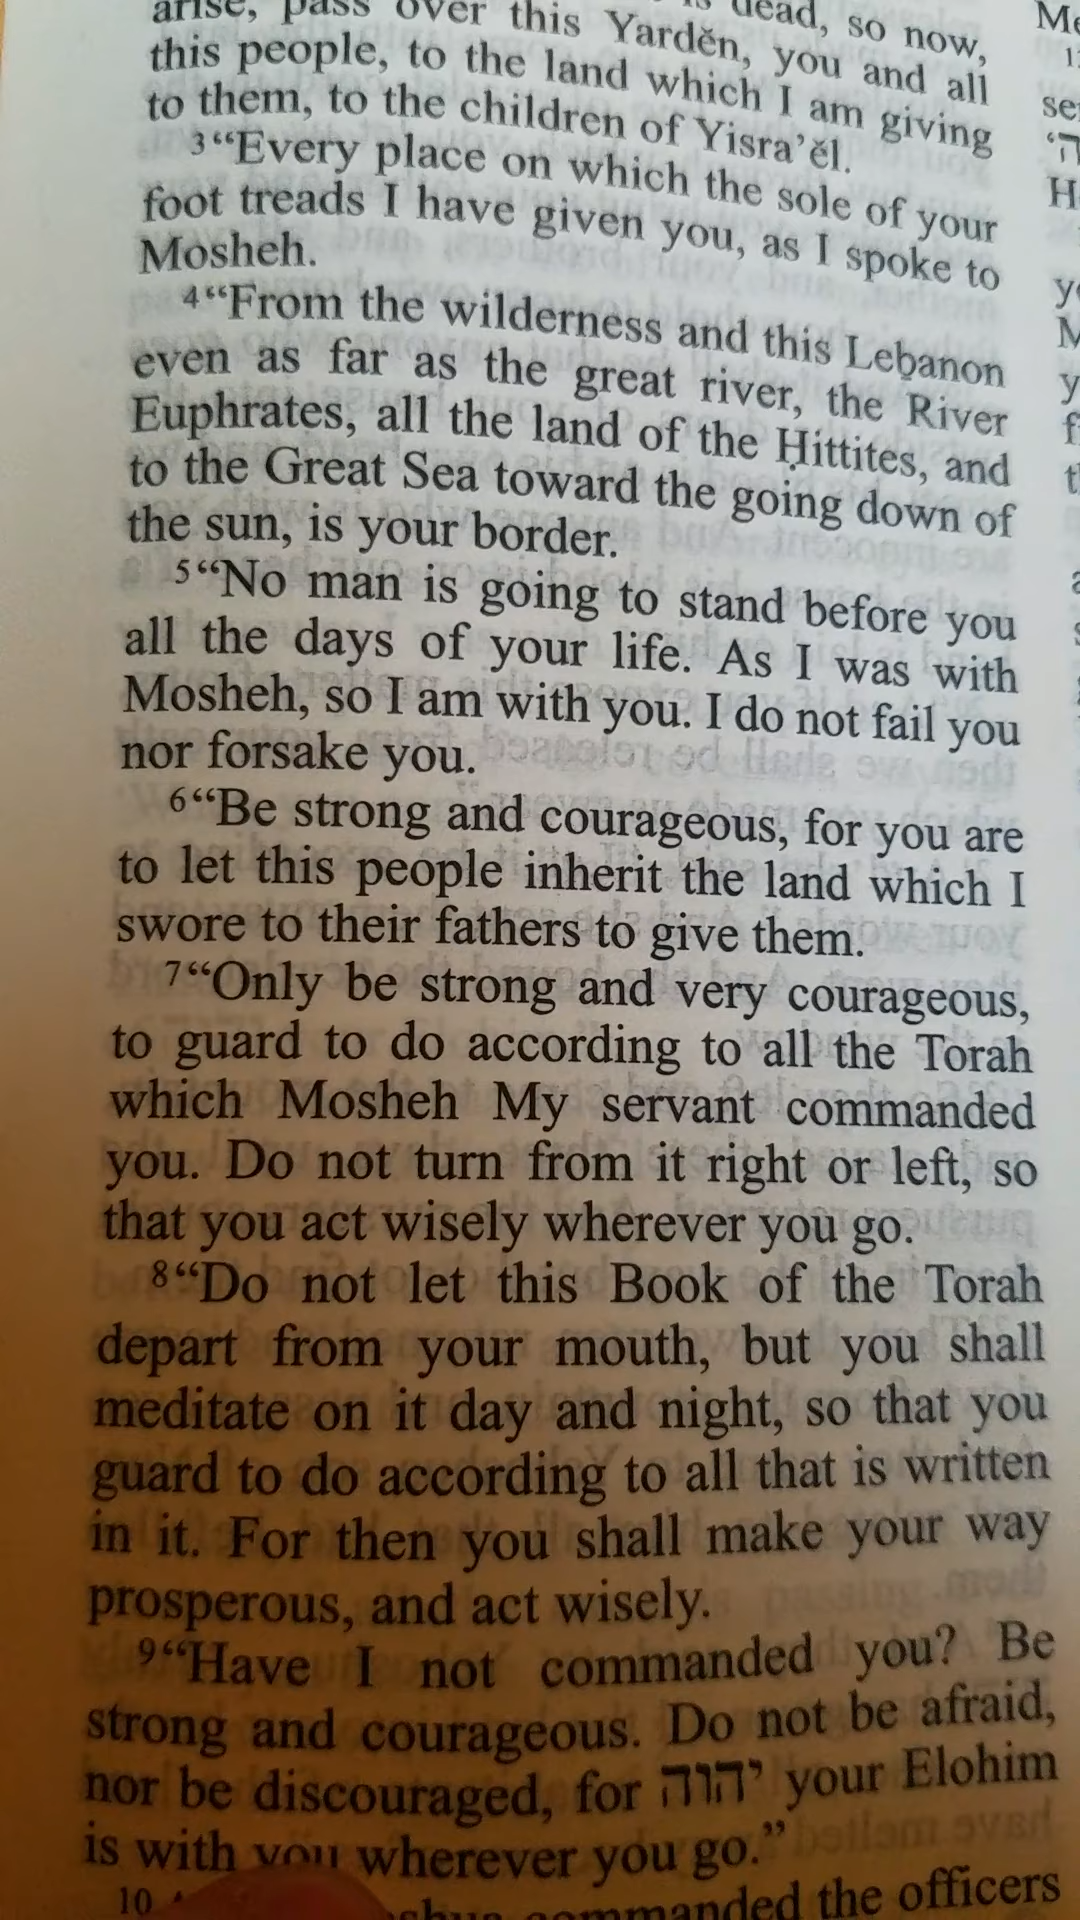 arise, pass over this Yardĕn, you and all
dead, so now,
this people, to the land which I am giving
to them, to the children of Yisra’ĕl.
3“Every place on which the sole of your
foot treads I have given you, as I spoke to
Mosheh.
4“From the wilderness and this Leḇanon
even as far as the great river, the River
Euphrates, all the land of the Ḥittites, and
to the Great Sea toward the going down of
the sun, is your border.
5“No man is going to stand before you
all the days of your life. As I was with
Mosheh, so I am with you. I do not fail you
nor forsake you.
6“Be strong and courageous, for you are
to let this people inherit the land which I
swore to their fathers to give them.
7“Only be strong and very courageous,
to guard to do according to all the Torah
which Mosheh My servant commanded
you. Do not turn from it right or left, so
that you act wisely wherever you go.
8“Do not let this Book of the Torah
depart from your mouth, but you shall
meditate on it day and night, so that you
guard to do according to all that is written
in it. For then you shall make your way
prosperous, and act wisely.
9“Have I not commanded you? Be
strong and courageous. Do not be afraid,
nor be discouraged, for יהוה your Elohim
is with you wherever you go.”
10 commanded the officers